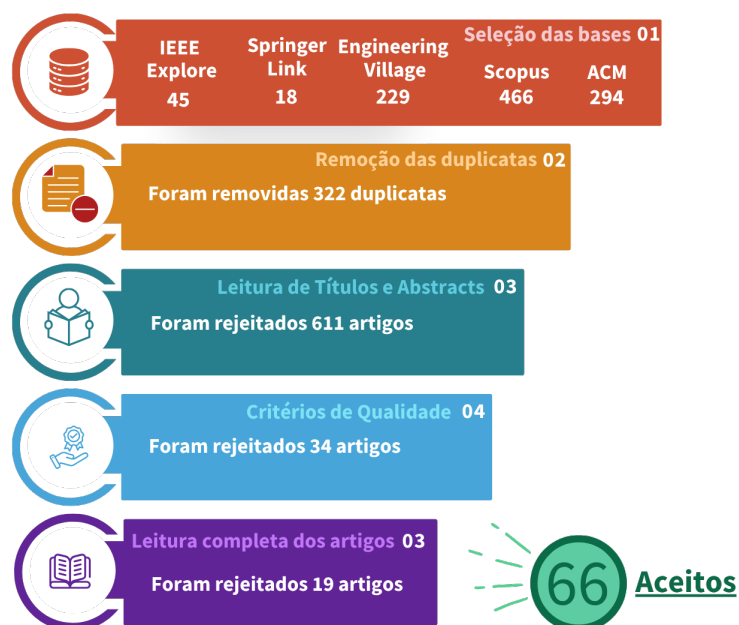 Seleção das bases 01
IEEE Explore
45
Springer Link
18
Engineering Village
229
Scopus
466
ACM
294
Remoção das duplicatas 02
Foram removidas 322 duplicatas
Leitura de Títulos e Abstracts 03
Foram rejeitados 611 artigos
Critérios de Qualidade 04
Foram rejeitados 34 artigos
Leitura completa dos artigos 03
Foram rejeitados 19 artigos
66 Aceitos